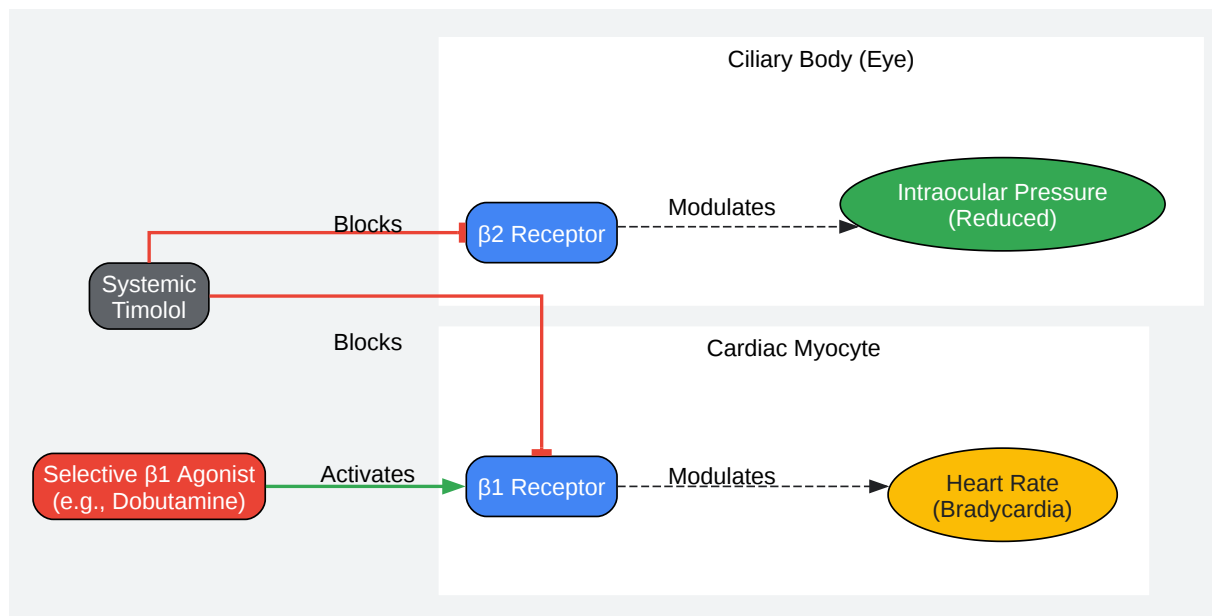 Ciliary Body (Eye)
Intraocular Pressure
(Reduced)
Modulates
Blocks
β2 Receptor
Systemic
Timolol
Blocks
Cardiac Myocyte
Selective β1 Agonist
(e.g., Dobutamine)
Activates
β1 Receptor
Modulates
Heart Rate
(Bradycardia)